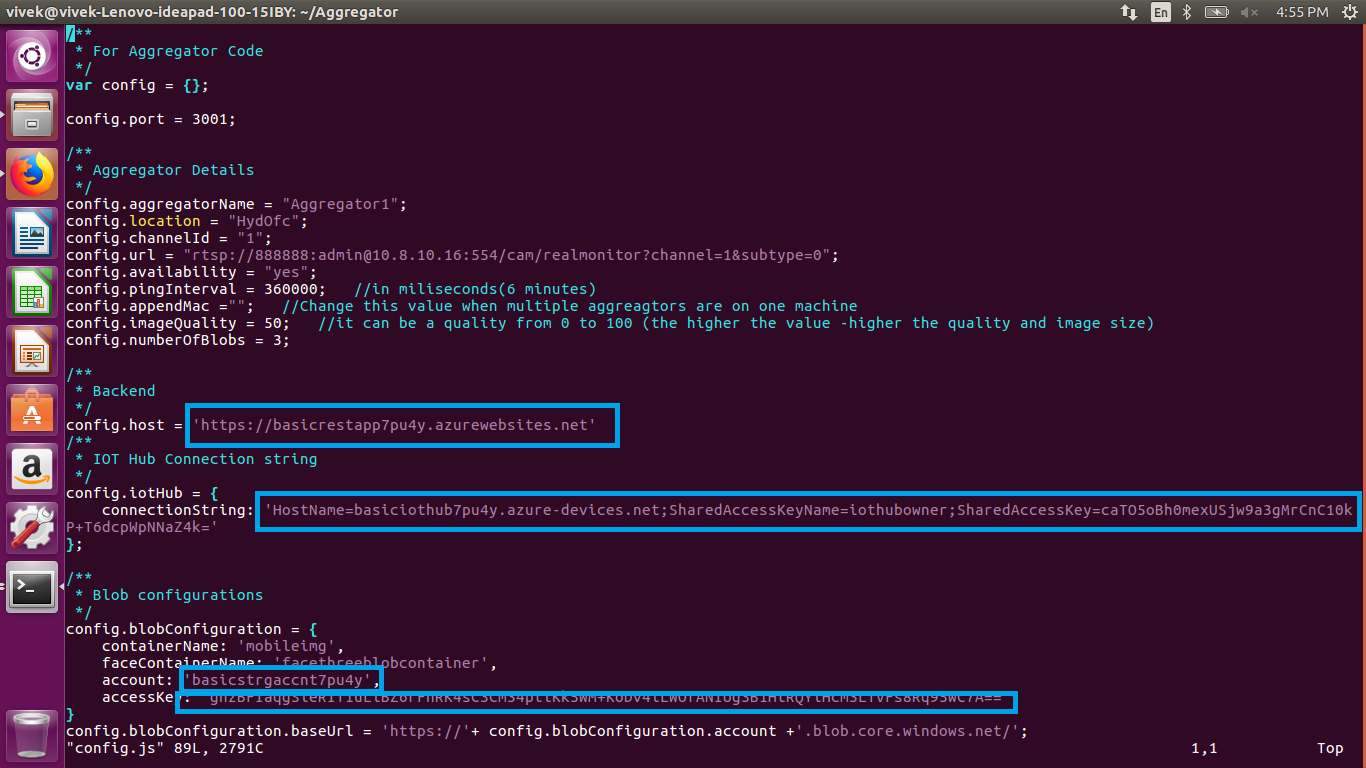 vivek@vivek-Lenovo-ideapad-100-15IBY: ~/Aggregator En 4:55 PM
/**
 * For Aggregator Code
 */
var config = {};
config.port = 3001;
/**
 * Aggregator Details
 */
config.aggregatorName = "Aggregator1";
config.location = "HydOfc";
config.channelId = "1";
config.url = "rtsp://888888:admin@10.8.10.16:554/cam/realmonitor?channel=1&subtype=0";
config.availability = "yes";
config.pingInterval = 360000;   //in miliseconds(6 minutes)
config.appendMac ="";   //Change this value when multiple aggreagtors are on one machine
config.imageQuality = 50;   //it can be a quality from 0 to 100 (the higher the value -higher the quality and image size)
config.numberOfBlobs = 3;
/**
 * Backend
 */
config.host = 'https://basicrestapp7pu4y.azurewebsites.net'
/**
 * IOT Hub Connection string
 */
config.iotHub = {
    connectionString: 'HostName=basiciothub7pu4y.azure-devices.net;SharedAccessKeyName=iothubowner;SharedAccessKey=caTO5oBh0mexUSjw9a3gMrCnC10k
P+T6dcpWpNNaZ4k='
};
/**
 * Blob configurations
 */
config.blobConfiguration = {
    containerName: 'mobileimg',
    faceContainerName: 'facethreeblobcontainer',
    account: 'basicstrgaccnt7pu4y',
    accessKey:
}
config.blobConfiguration.baseUrl = 'https://'+ config.blobConfiguration.account +'.blob.core.windows.net/';
"config.js" 89L, 2791C 1,1 Top